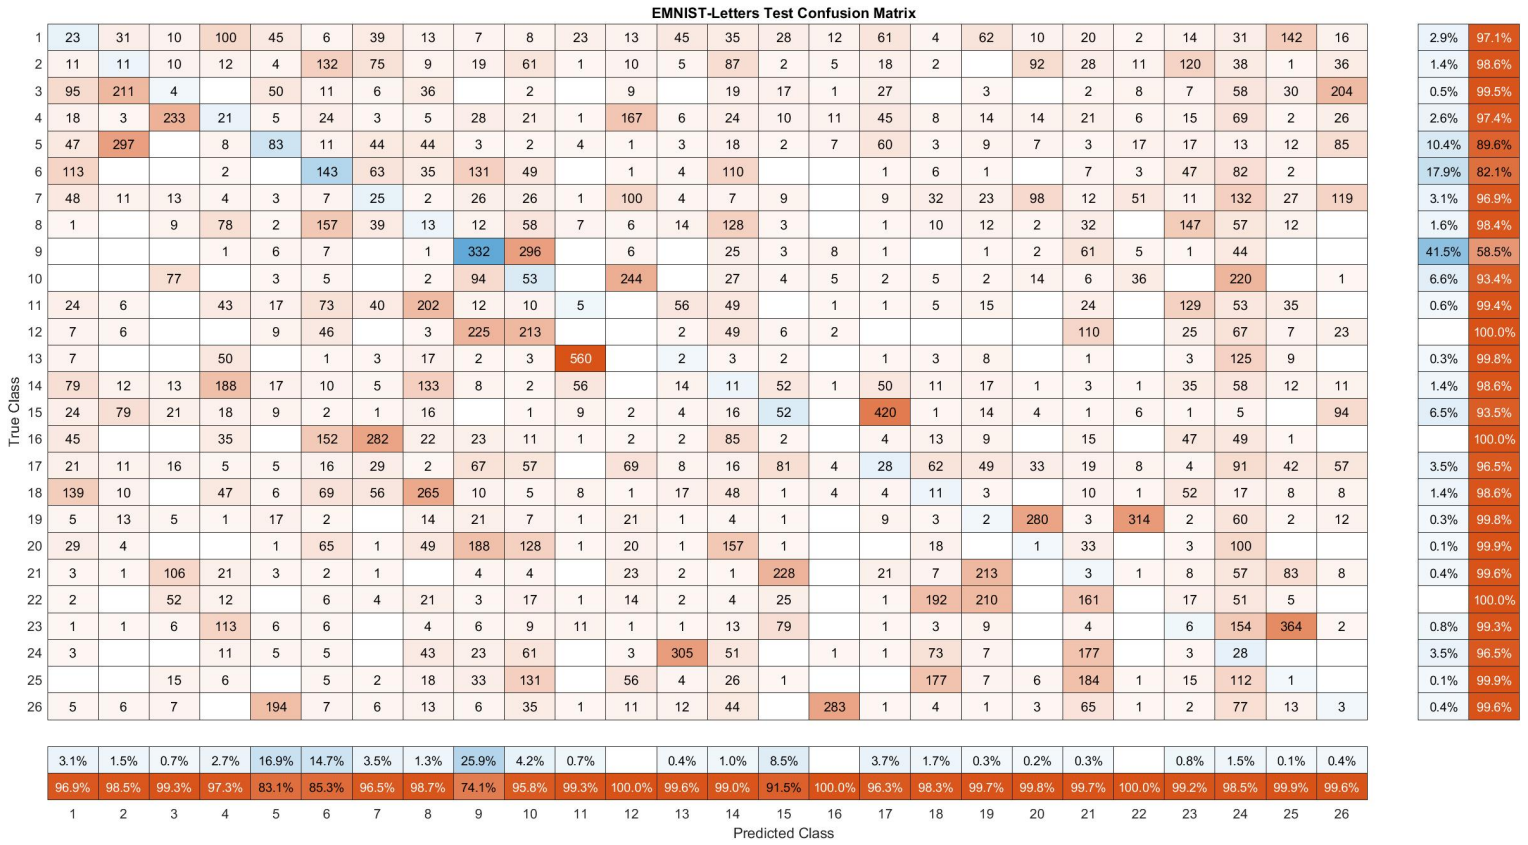 EMNIST-Letters Test Confusion Matrix
1 23 31 10 100 45 6 39 13 7 8 23 13 45 35 28 12 61 4 62 10 20 2 14 31 142 16 2.9% 97.1%
2 11 11 10 12 4 132 75 9 19 61 1 10 5 87 2 5 18 2 92 28 11 120 38 1 36 1.4% 98.6%
3 95 211 4 50 11 6 36 2 9 19 17 1 27 3 2 8 7 58 30 204 0.5% 99.5%
4 18 3 233 21 5 24 3 5 28 21 1 167 6 24 10 11 45 8 14 14 21 6 15 69 2 26 2.6% 97.4%
5 47 297 8 83 11 44 44 3 2 4 1 3 18 2 7 60 3 9 7 3 17 17 13 12 85 10.4% 89.6%
6 113 2 143 63 35 131 49 1 4 110 1 6 1 7 3 47 82 2 17.9% 82.1%
7 48 11 13 4 3 7 25 2 26 26 1 100 4 7 9 9 32 23 98 12 51 11 132 27 119 3.1% 96.9%
8 1 9 78 2 157 39 13 12 58 7 6 14 128 3 1 10 12 2 32 147 57 12 1.6% 98.4%
9 1 6 7 1 332 296 6 25 3 8 1 1 2 61 5 1 44 41.5% 58.5%
10 77 3 5 2 94 53 244 27 4 5 2 5 2 14 6 36 220 1 6.6% 93.4%
11 24 6 43 17 73 40 202 12 10 5 56 49 1 1 5 15 24 129 53 35 0.6% 99.4%
12 7 6 9 46 3 225 213 2 49 6 2 110 25 67 7 23 100.0%
13 7 50 1 3 17 2 3 560 2 3 2 1 3 8 1 3 125 9 0.3% 99.8%
14 79 12 13 188 17 10 5 133 8 2 56 14 11 52 1 50 11 17 1 3 1 35 58 12 11 1.4% 98.6%
15 24 79 21 18 9 2 1 16 1 9 2 4 16 52 420 1 14 4 1 6 1 5 94 6.5% 93.5%
16 45 35 152 282 22 23 11 1 2 2 85 2 4 13 9 15 47 49 1 100.0%
17 21 11 16 5 5 16 29 2 67 57 69 8 16 81 4 28 62 49 33 19 8 4 91 42 57 3.5% 96.5%
18 139 10 47 6 69 56 265 10 5 8 1 17 48 1 4 4 11 3 10 1 52 17 8 8 1.4% 98.6%
19 5 13 5 1 17 2 14 21 7 1 21 1 4 1 9 3 2 280 3 314 2 60 2 12 0.3% 99.8%
20 29 4 1 65 1 49 188 128 1 20 1 157 1 18 1 33 3 100 0.1% 99.9%
21 3 1 106 21 3 2 1 4 4 23 2 1 228 21 7 213 3 1 8 57 83 8 0.4% 99.6%
22 2 52 12 6 4 21 3 17 1 14 2 4 25 1 192 210 161 17 51 5 100.0%
23 1 1 6 113 6 6 4 6 9 11 1 1 13 79 1 3 9 4 6 154 364 2 0.8% 99.3%
24 3 11 5 5 43 23 61 3 305 51 1 1 73 7 177 3 28 3.5% 96.5%
25 15 6 5 2 18 33 131 56 4 26 1 177 7 6 184 1 15 112 1 0.1% 99.9%
26 5 6 7 194 7 6 13 6 35 1 11 12 44 283 1 4 1 3 65 1 2 77 13 3 0.4% 99.6%
True Class
3.1% 1.5% 0.7% 2.7% 16.9% 14.7% 3.5% 1.3% 25.9% 4.2% 0.7% 0.4% 1.0% 8.5% 3.7% 1.7% 0.3% 0.2% 0.3% 0.8% 1.5% 0.1% 0.4%
96.9% 98.5% 99.3% 97.3% 83.1% 85.3% 96.5% 98.7% 74.1% 95.8% 99.3% 100.0% 99.6% 99.0% 91.5% 100.0% 96.3% 98.3% 99.7% 99.8% 99.7% 100.0% 99.2% 98.5% 99.9% 99.6%
1 2 3 4 5 6 7 8 9 10 11 12 13 14 15 16 17 18 19 20 21 22 23 24 25 26
Predicted Class